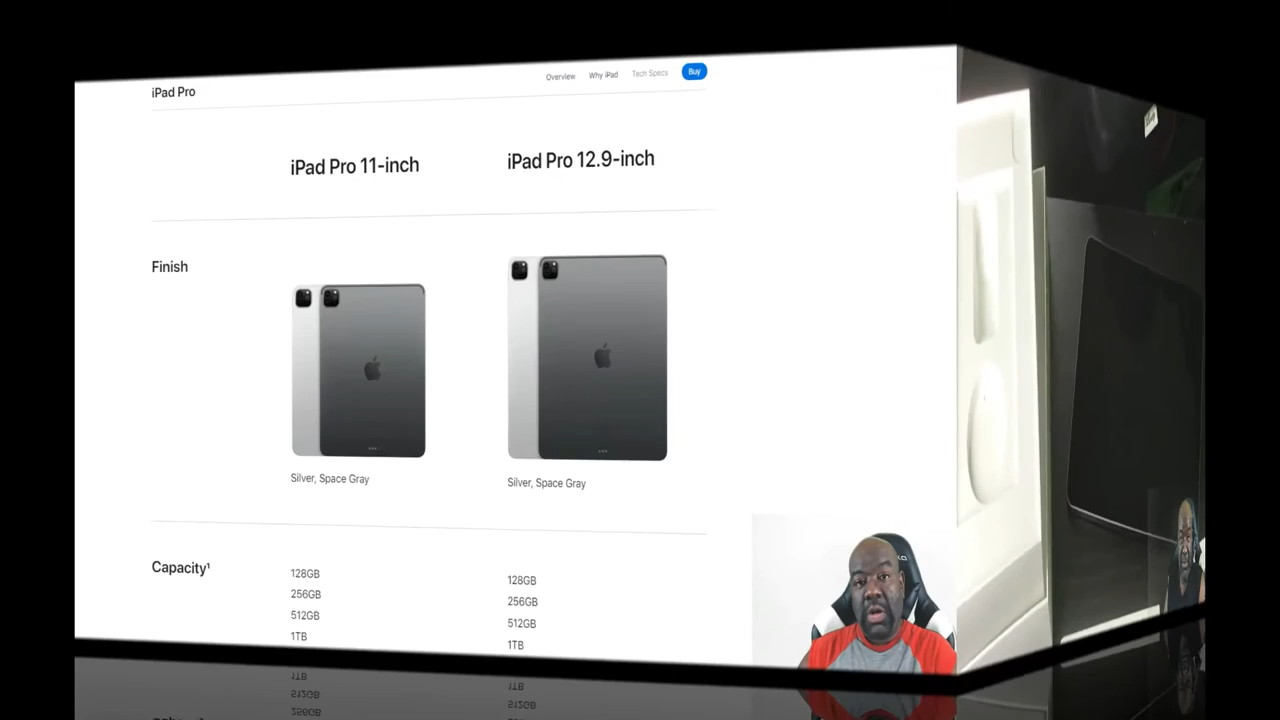 Overview Why iPad Tech Specs Buy
iPad Pro
iPad Pro 11-inch iPad Pro 12.9-inch
Finish
Silver, Space Gray Silver, Space Gray
Capacity¹ 128GB 128GB
256GB 256GB
512GB 512GB
1TB 1TB